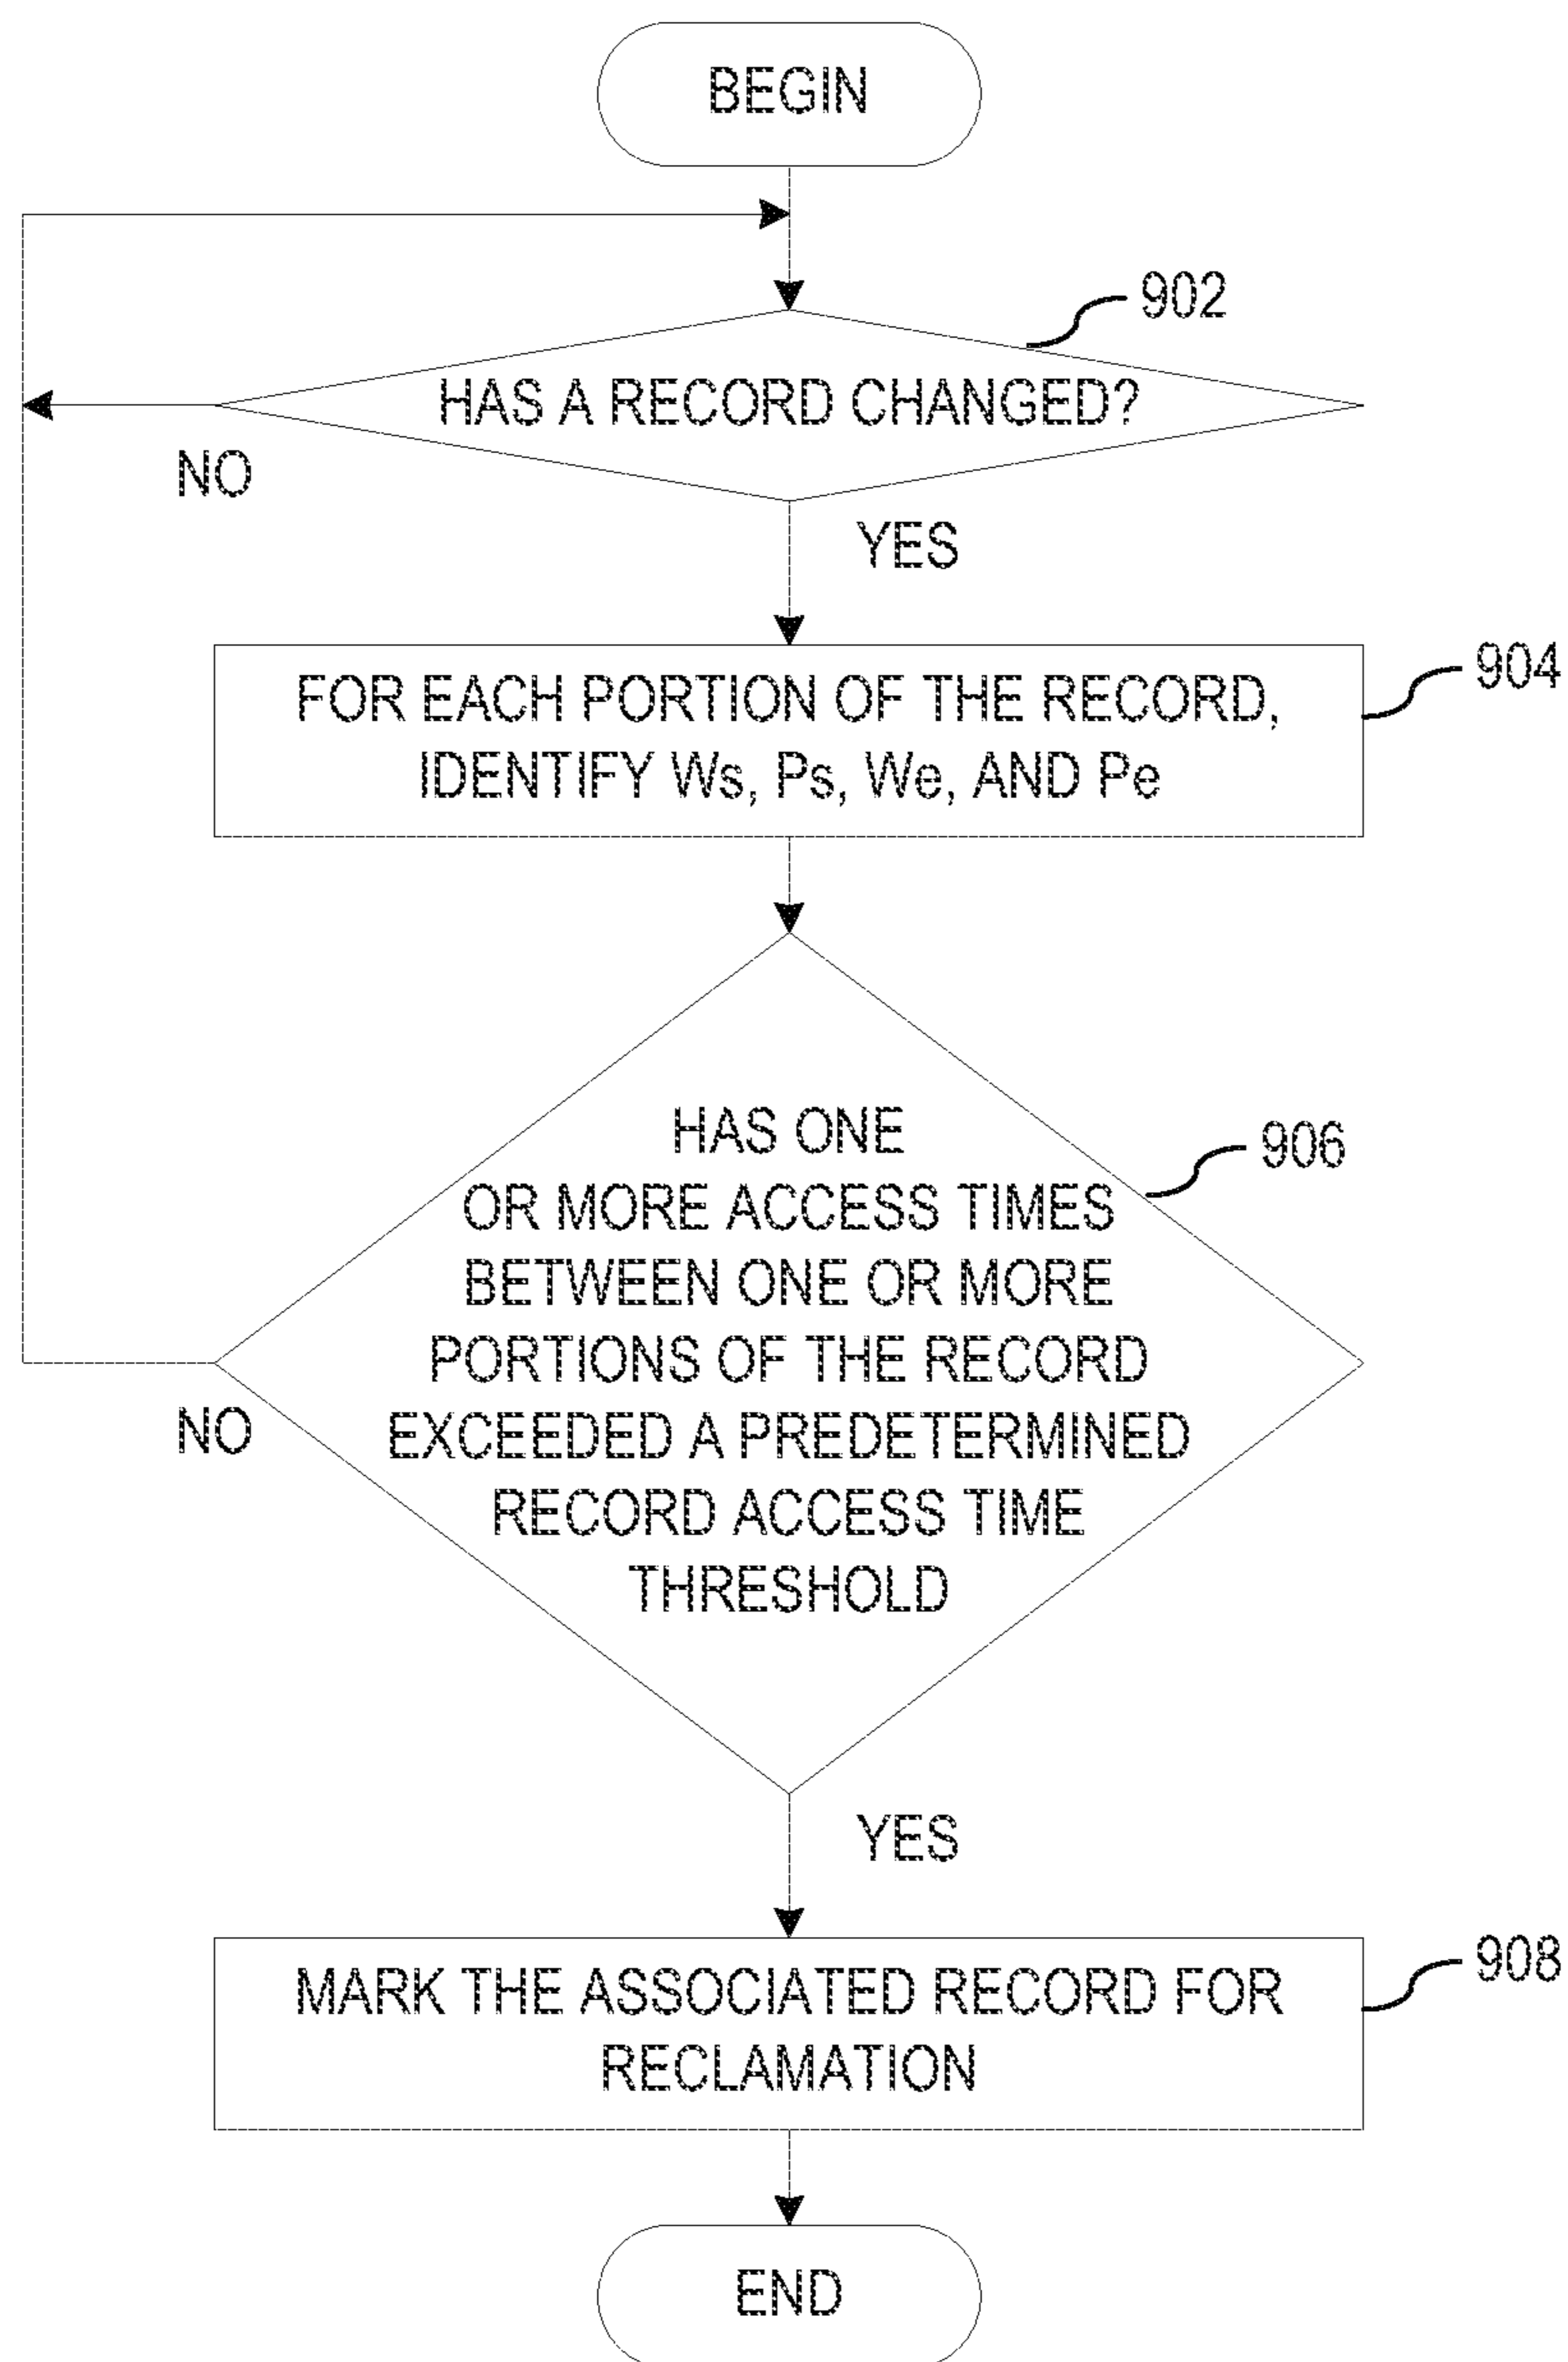 BEGIN
902
HAS A RECORD CHANGED?
NO
YES
904
FOR EACH PORTION OF THE RECORD,
IDENTIFY Ws, Ps, We, AND Pe
906
HAS ONE
OR MORE ACCESS TIMES
BETWEEN ONE OR MORE
PORTIONS OF THE RECORD
EXCEEDED A PREDETERMINED
RECORD ACCESS TIME
THRESHOLD
NO
YES
908
MARK THE ASSOCIATED RECORD FOR
RECLAMATION
END